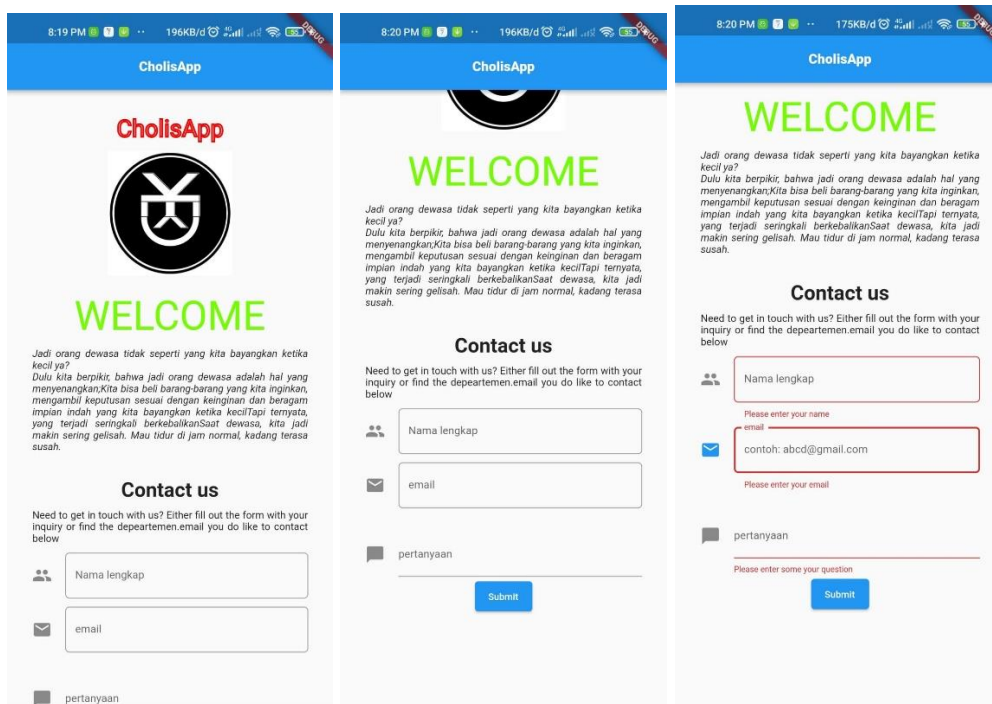 8:19 PM
196KB/d
4G
55
DEBUG
CholisApp
CholisApp
WELCOME
Jadi orang dewasa tidak seperti yang kita bayangkan ketika
kecil ya?
Dulu kita berpikir, bahwa jadi orang dewasa adalah hal yang
menyenangkan;Kita bisa beli barang-barang yang kita inginkan,
mengambil keputusan sesuai dengan keinginan dan beragam
impian indah yang kita bayangkan ketika kecilTapi ternyata,
yang terjadi seringkali berkebalikanSaat dewasa, kita jadi
makin sering gelisah. Mau tidur di jam normal, kadang terasa
susah.
Contact us
Need to get in touch with us? Either fill out the form with your
inquiry or find the depeartemen.email you do like to contact
below
Nama lengkap
email
pertanyaan
8:20 PM
196KB/d
4G
55
DEBUG
CholisApp
WELCOME
Jadi orang dewasa tidak seperti yang kita bayangkan ketika
kecil ya?
Dulu kita berpikir, bahwa jadi orang dewasa adalah hal yang
menyenangkan;Kita bisa beli barang-barang yang kita inginkan,
mengambil keputusan sesuai dengan keinginan dan beragam
impian indah yang kita bayangkan ketika kecilTapi ternyata,
yang terjadi seringkali berkebalikanSaat dewasa, kita jadi
makin sering gelisah. Mau tidur di jam normal, kadang terasa
susah.
Contact us
Need to get in touch with us? Either fill out the form with your
inquiry or find the depeartemen.email you do like to contact
below
Nama lengkap
email
pertanyaan
Submit
8:20 PM
175KB/d
4G
55
DEBUG
CholisApp
WELCOME
Jadi orang dewasa tidak seperti yang kita bayangkan ketika
kecil ya?
Dulu kita berpikir, bahwa jadi orang dewasa adalah hal yang
menyenangkan;Kita bisa beli barang-barang yang kita inginkan,
mengambil keputusan sesuai dengan keinginan dan beragam
impian indah yang kita bayangkan ketika kecilTapi ternyata,
yang terjadi seringkali berkebalikanSaat dewasa, kita jadi
makin sering gelisah. Mau tidur di jam normal, kadang terasa
susah.
Contact us
Need to get in touch with us? Either fill out the form with your
inquiry or find the depeartemen.email you do like to contact
below
Nama lengkap
Please enter your name
email
contoh: abcd@gmail.com
Please enter your email
pertanyaan
Please enter some your question
Submit